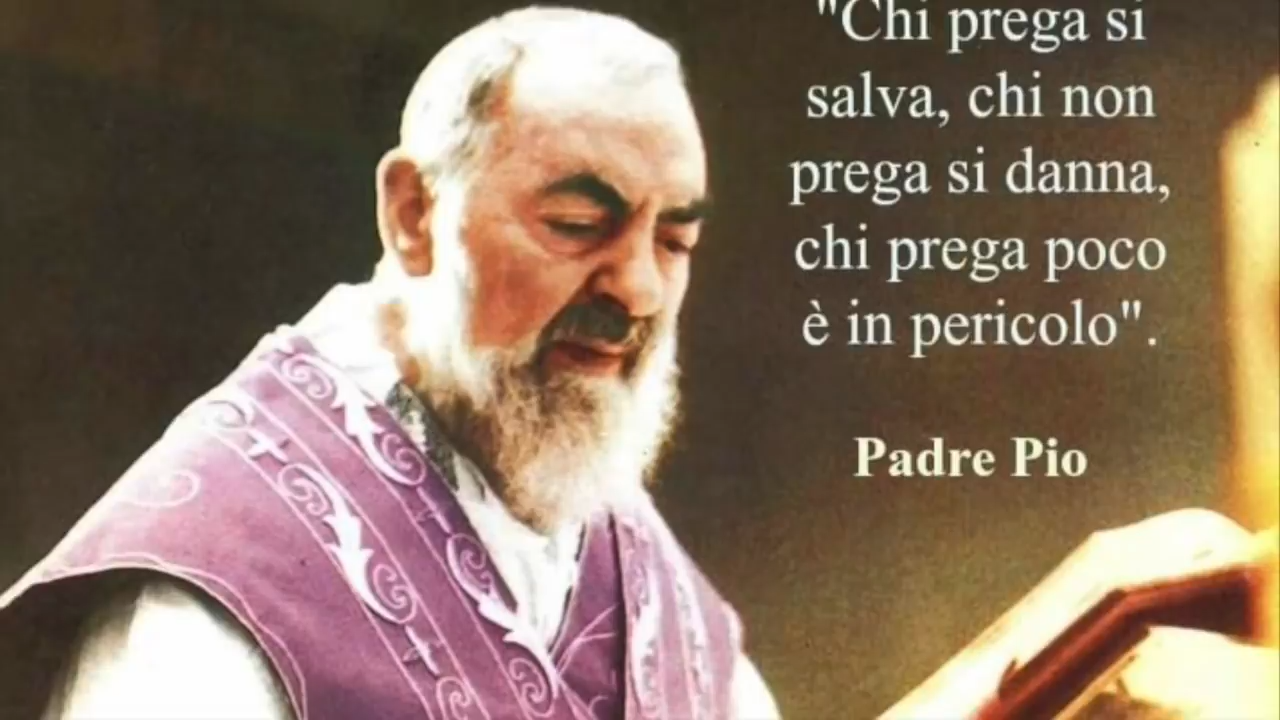 "Chi prega si
salva, chi non
prega si danna,
chi prega poco
è in pericolo".
Padre Pio